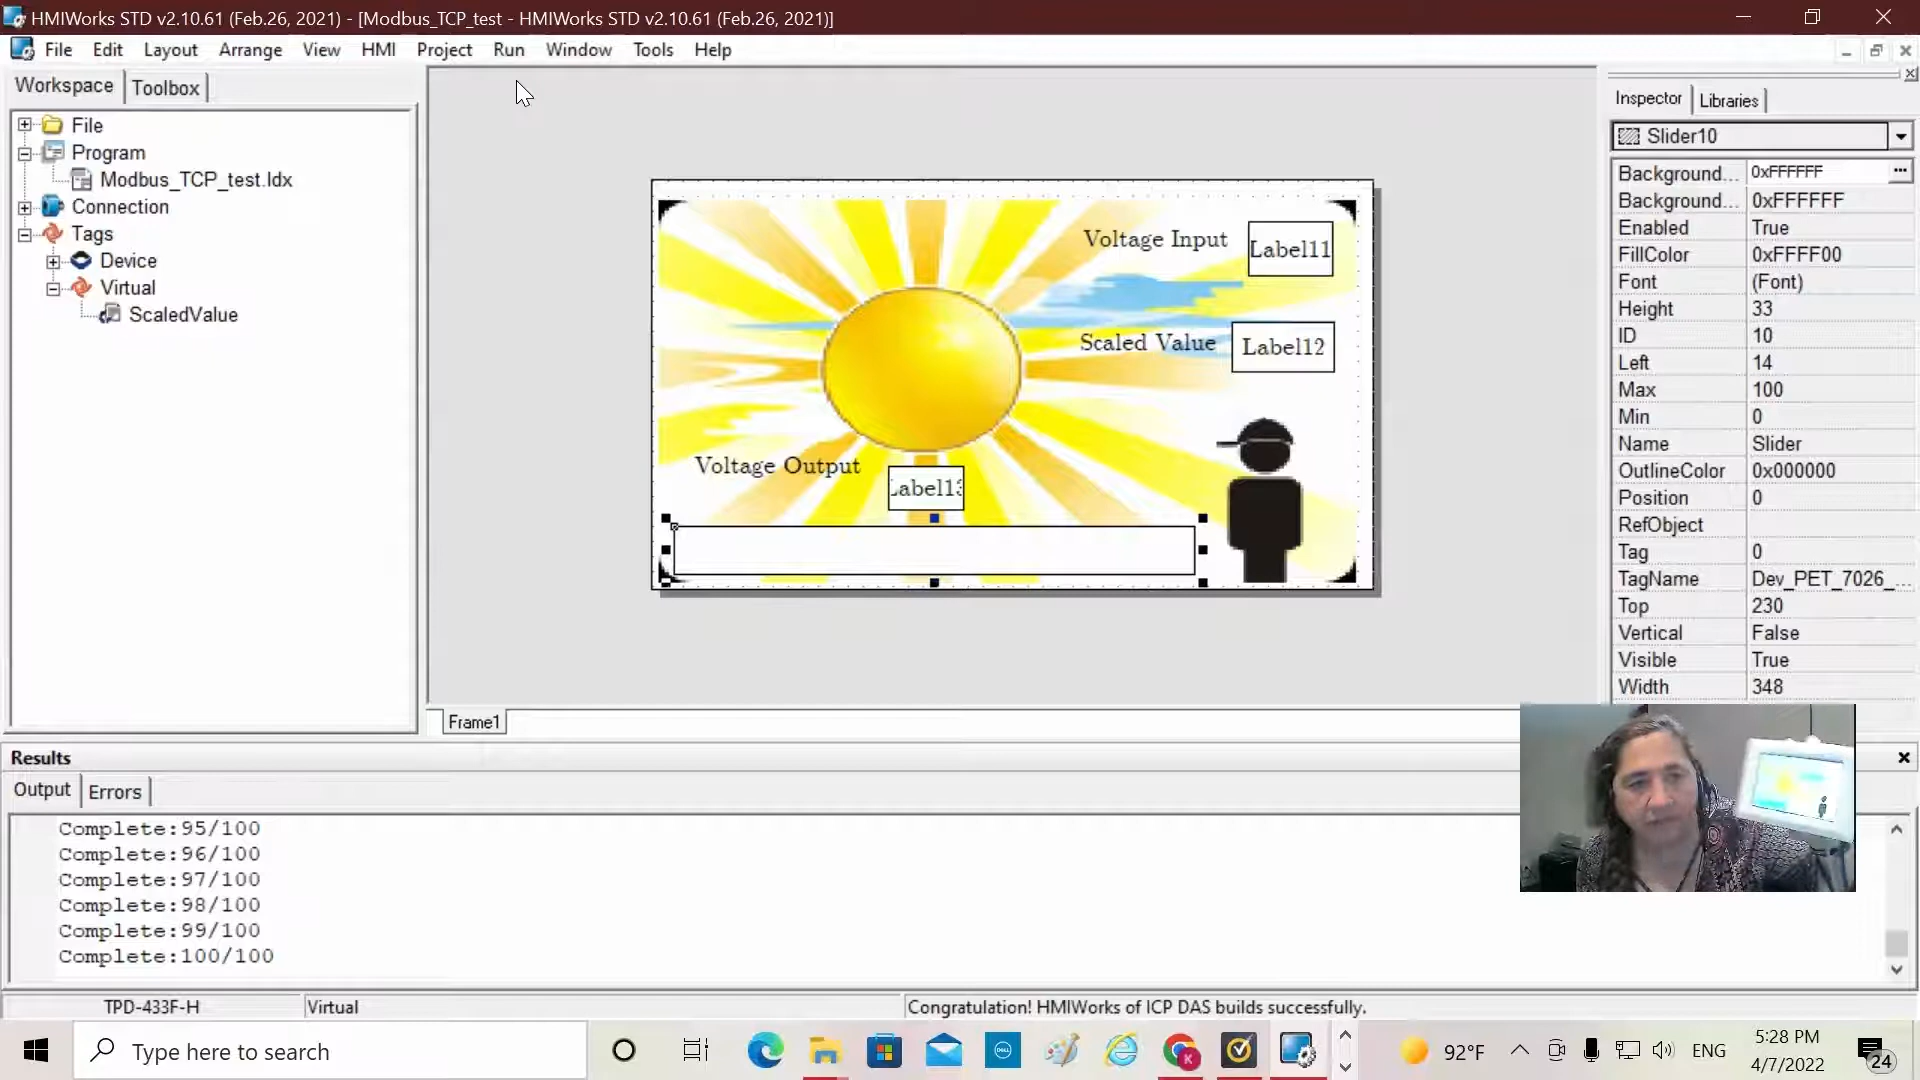 HMIWorks STD v2.10.61 (Feb.26, 2021) - [Modbus_TCP_test - HMIWorks STD v2.10.61 (Feb.26, 2021)]
File Edit Layout Arrange View HMI Project Run Window Tools Help
Workspace Toolbox
File
Program
Modbus_TCP_test.ldx
Connection
Tags
Device
Virtual
ScaledValue
Voltage Input Label11
Scaled Value Label12
Voltage Output
Label13
Frame1
Inspector Libraries
Slider10
Background... 0xFFFFFF ...
Background... 0xFFFFFF
Enabled True
FillColor 0xFFFF00
Font (Font)
Height 33
ID 10
Left 14
Max 100
Min 0
Name Slider
OutlineColor 0x000000
Position 0
RefObject
Tag 0
TagName Dev_PET_7026_...
Top 230
Vertical False
Visible True
Width 348
Results
Output Errors
Complete:95/100
Complete:96/100
Complete:97/100
Complete:98/100
Complete:99/100
Complete:100/100
TPD-433F-H Virtual Congratulation! HMIWorks of ICP DAS builds successfully.
Type here to search
DELL
K
92°F ENG
5:28 PM
4/7/2022
24